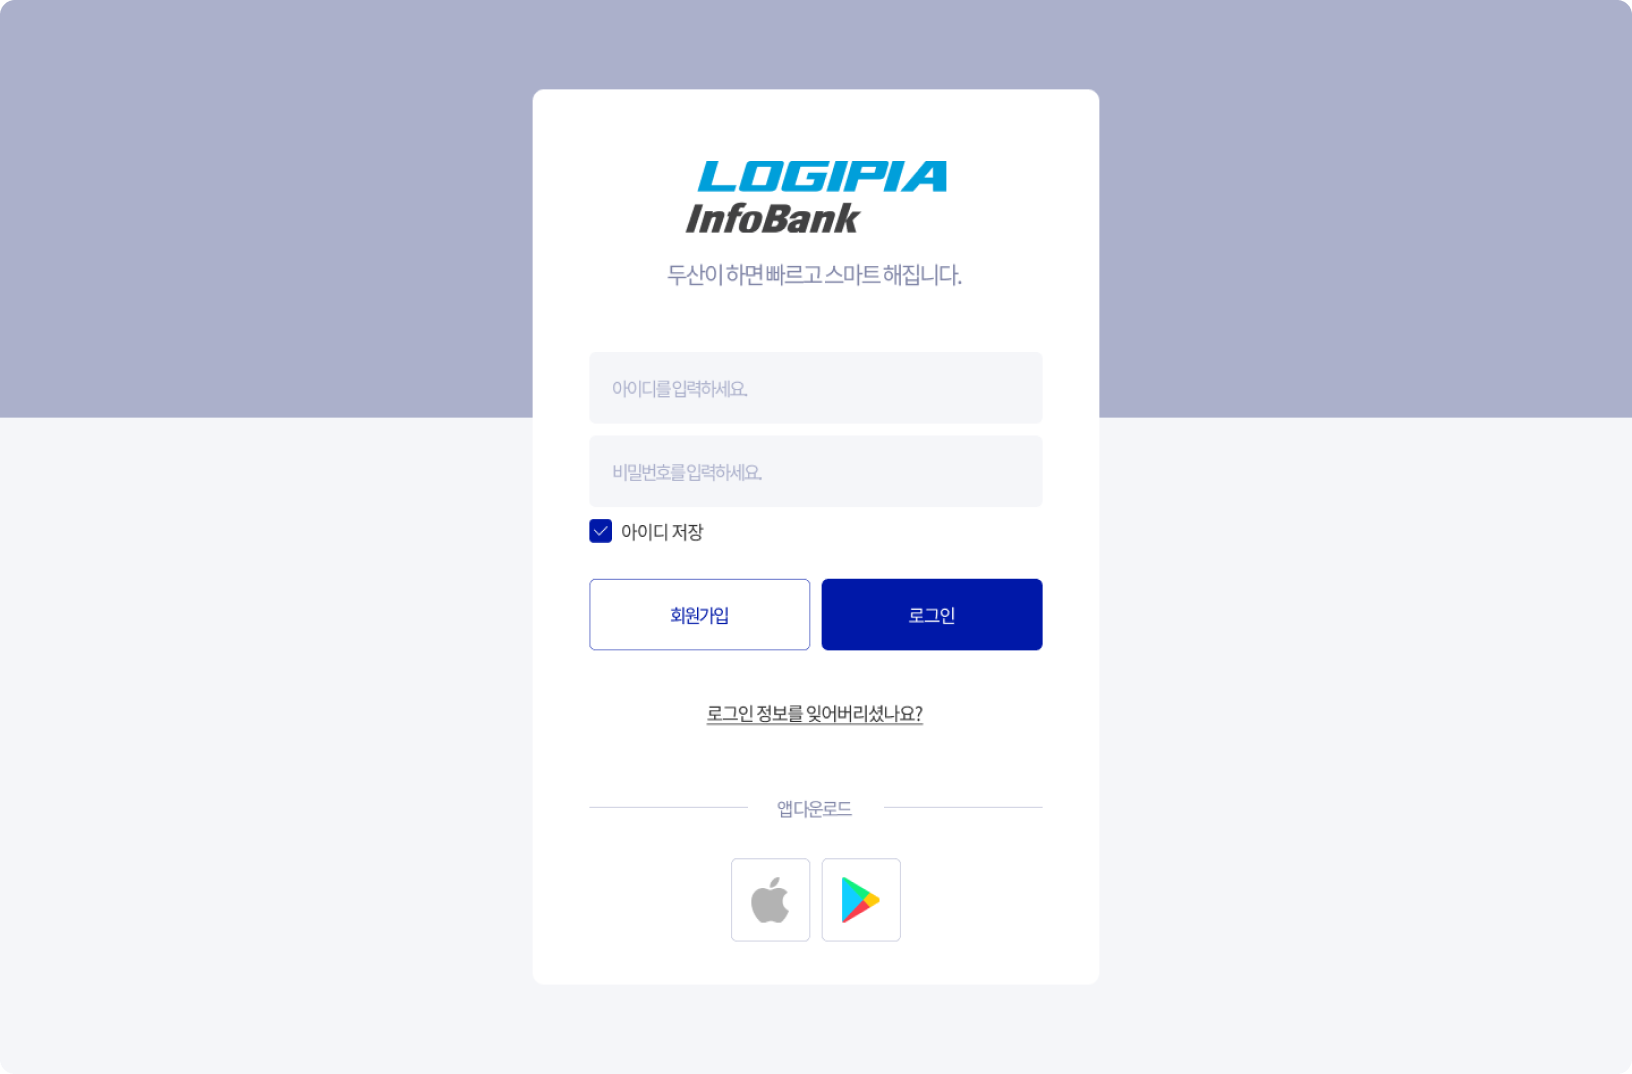 LOGIPIA
InfoBank
두산이 하면 빠르고 스마트 해집니다.
아이디를 입력하세요.
비밀번호를 입력하세요.
아이디 저장
회원가입
로그인
로그인 정보를 잊어버리셨나요?
앱 다운로드